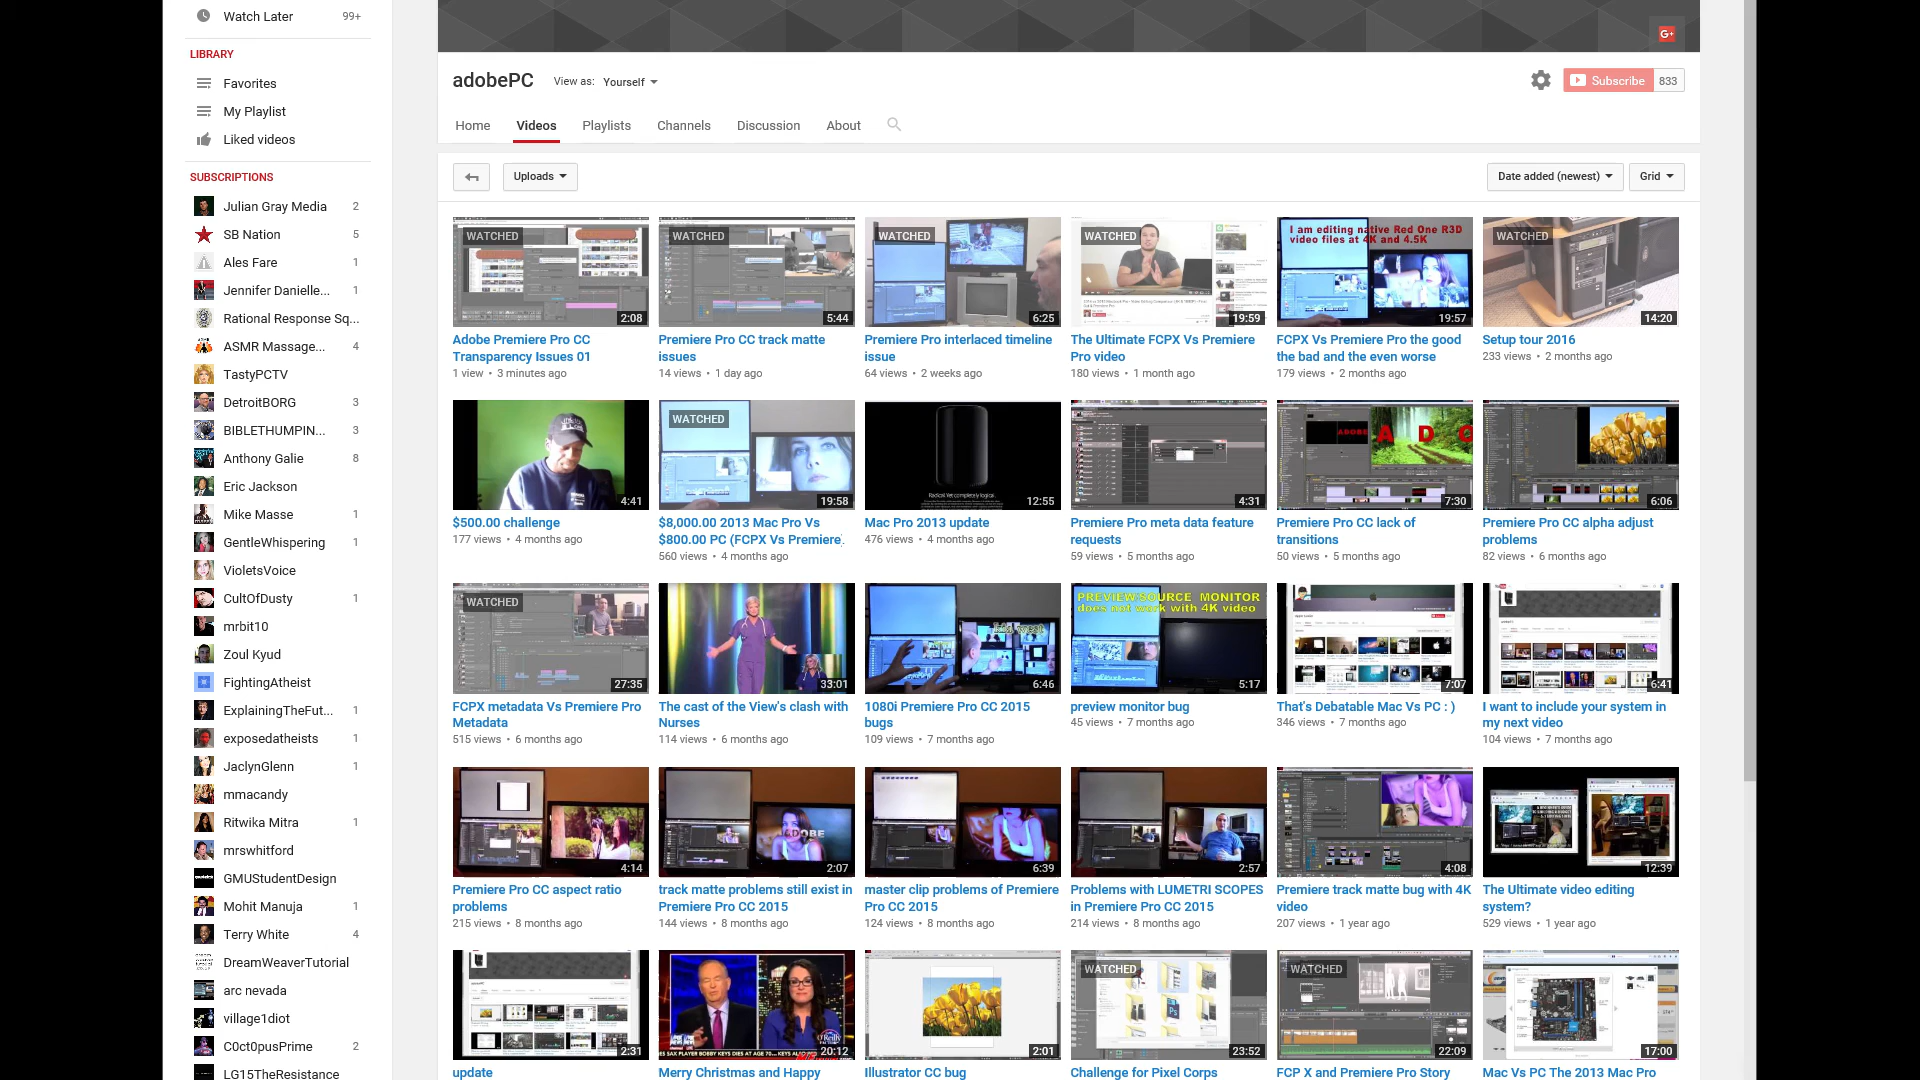 Watch Later 99+
LIBRARY
Favorites
My Playlist
Liked videos
SUBSCRIPTIONS
Julian Gray Media 2
SB Nation 5
Ales Fare 1
Jennifer Danielle... 1
Rational Response Sq...
ASMR Massage... 4
TastyPCTV
DetroitBORG 3
BIBLETHUMPIN... 3
Anthony Galie 8
Eric Jackson
Mike Masse 1
GentleWhispering 1
VioletsVoice
CultOfDusty 1
mrbit10
Zoul Kyud
FightingAtheist
ExplainingTheFut... 1
exposedatheists 1
JaclynGlenn 1
mmacandy
Ritwika Mitra 1
mrswhitford
GMUStudentDesign
Mohit Manuja 1
Terry White 4
DreamWeaverTutorial
arc nevada
village1diot
C0ct0pusPrime 2
LG15TheResistance
G+
adobePC View as: Yourself
Subscribe 833
Home Videos Playlists Channels Discussion About
Uploads Date added (newest) Grid
WATCHED 2:08
Adobe Premiere Pro CC
Transparency Issues 01
1 view • 3 minutes ago
WATCHED 5:44
Premiere Pro CC track matte
issues
14 views • 1 day ago
WATCHED 6:25
Premiere Pro interlaced timeline
issue
64 views • 2 weeks ago
WATCHED 19:59
The Ultimate FCPX Vs Premiere
Pro video
180 views • 1 month ago
I am editing native Red One R3D
video files at 4K and 4.5K
19:57
FCPX Vs Premiere Pro the good
the bad and the even worse
179 views • 2 months ago
WATCHED 14:20
Setup tour 2016
233 views • 2 months ago
4:41
$500.00 challenge
177 views • 4 months ago
WATCHED 19:58
$8,000.00 2013 Mac Pro Vs
$800.00 PC (FCPX Vs Premiere
560 views • 4 months ago
Radical. Yet completely logical.
12:55
Mac Pro 2013 update
476 views • 4 months ago
4:31
Premiere Pro meta data feature
requests
59 views • 5 months ago
ADOBE
7:30
Premiere Pro CC lack of
transitions
50 views • 5 months ago
6:06
Premiere Pro CC alpha adjust
problems
82 views • 6 months ago
WATCHED 27:35
FCPX metadata Vs Premiere Pro
Metadata
515 views • 6 months ago
33:01
The cast of the View's clash with
Nurses
114 views • 6 months ago
6:46
1080i Premiere Pro CC 2015
bugs
109 views • 7 months ago
PREVIEW/SOURCE MONITOR
does not work with 4K video
5:17
preview monitor bug
45 views • 7 months ago
7:07
That's Debatable Mac Vs PC : )
346 views • 7 months ago
6:41
I want to include your system in
my next video
104 views • 7 months ago
4:14
Premiere Pro CC aspect ratio
problems
215 views • 8 months ago
ADOBE
2:07
track matte problems still exist in
Premiere Pro CC 2015
144 views • 8 months ago
6:39
master clip problems of Premiere
Pro CC 2015
124 views • 8 months ago
2:57
Problems with LUMETRI SCOPES
in Premiere Pro CC 2015
214 views • 8 months ago
4:08
Premiere track matte bug with 4K
video
207 views • 1 year ago
12:39
The Ultimate video editing
system?
529 views • 1 year ago
2:31
update
20:12
Merry Christmas and Happy
2:01
Illustrator CC bug
WATCHED 23:52
Challenge for Pixel Corps
WATCHED 22:09
FCP X and Premiere Pro Story
17:00
Mac Vs PC The 2013 Mac Pro